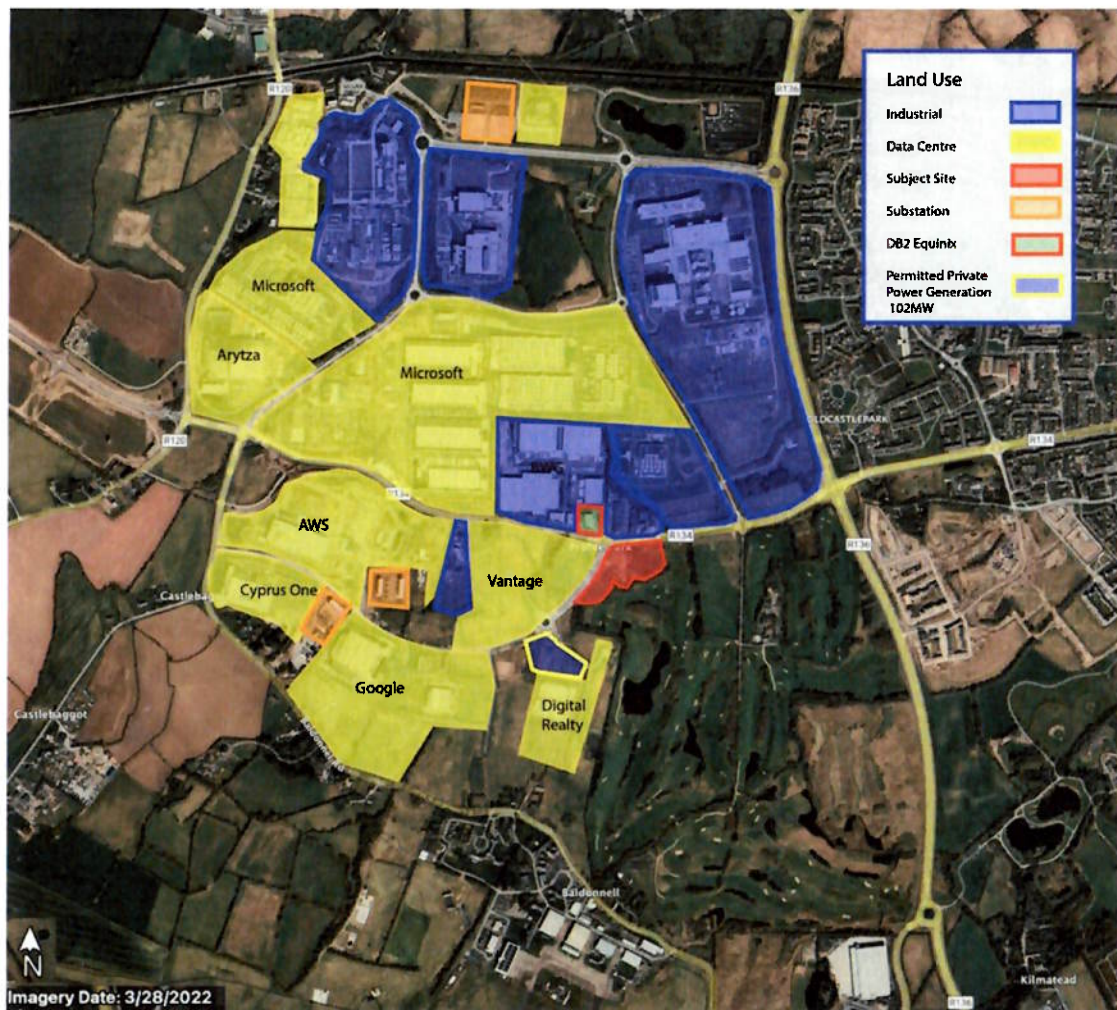 R120
R136
Land Use
Industrial
Data Centre
Subject Site
Substation
DB2 Equinix
Permitted Private
Power Generation
102MW
Microsoft
Arytza
Microsoft
R120
R134
R134
AWS
R134
R136
Vantage
Cyprus One
Google
Castlebaggot
Digital
Realty
Baldonnell
Kilmatead
R136
N
Imagery Date: 3/28/2022